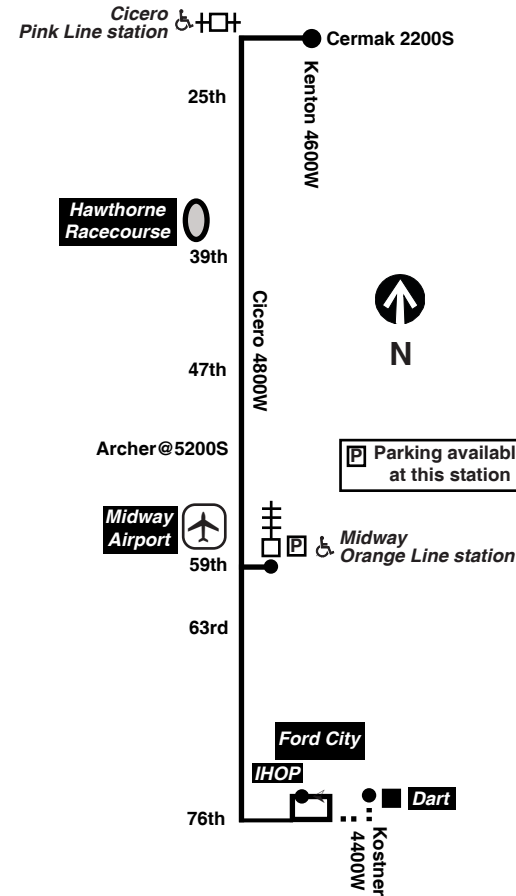 Cicero
Pink Line station
Cermak 2200S
25th
Kenton 4600W
Hawthorne
Racecourse
39th
Cicero 4800W
N
47th
Archer@5200S
P Parking availabl
at this station
Midway
Airport
P
Midway
Orange Line station
59th
63rd
Ford City
IHOP
Dart
76th
Kostner
4400W